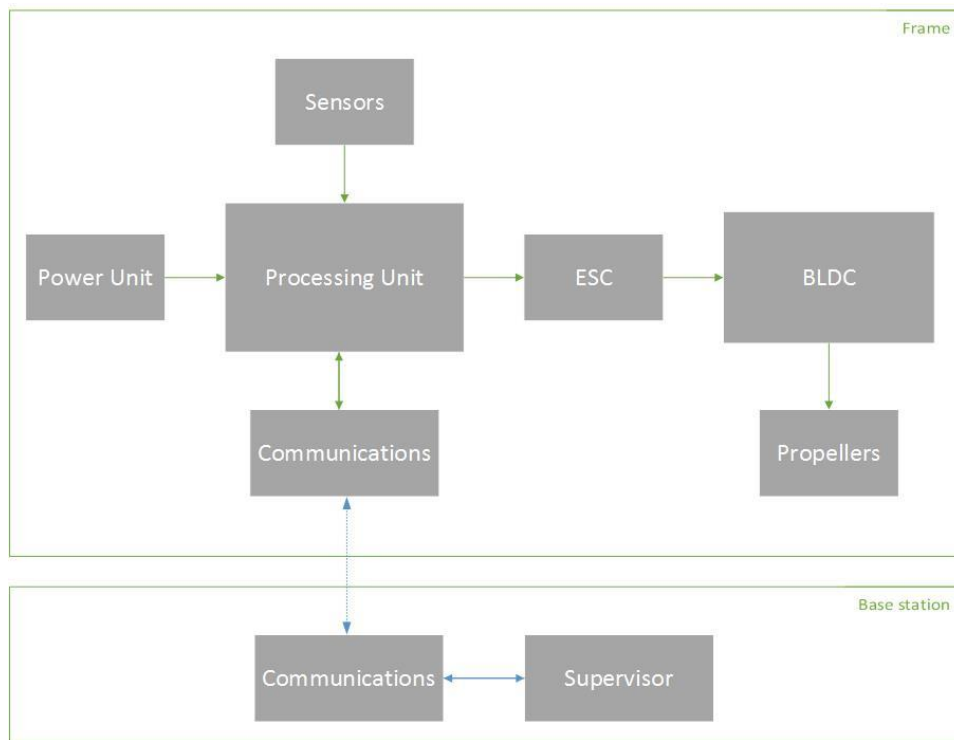 Frame
Sensors
Power Unit
Processing Unit
ESC
BLDC
Communications
Propellers
Base station
Communications
Supervisor